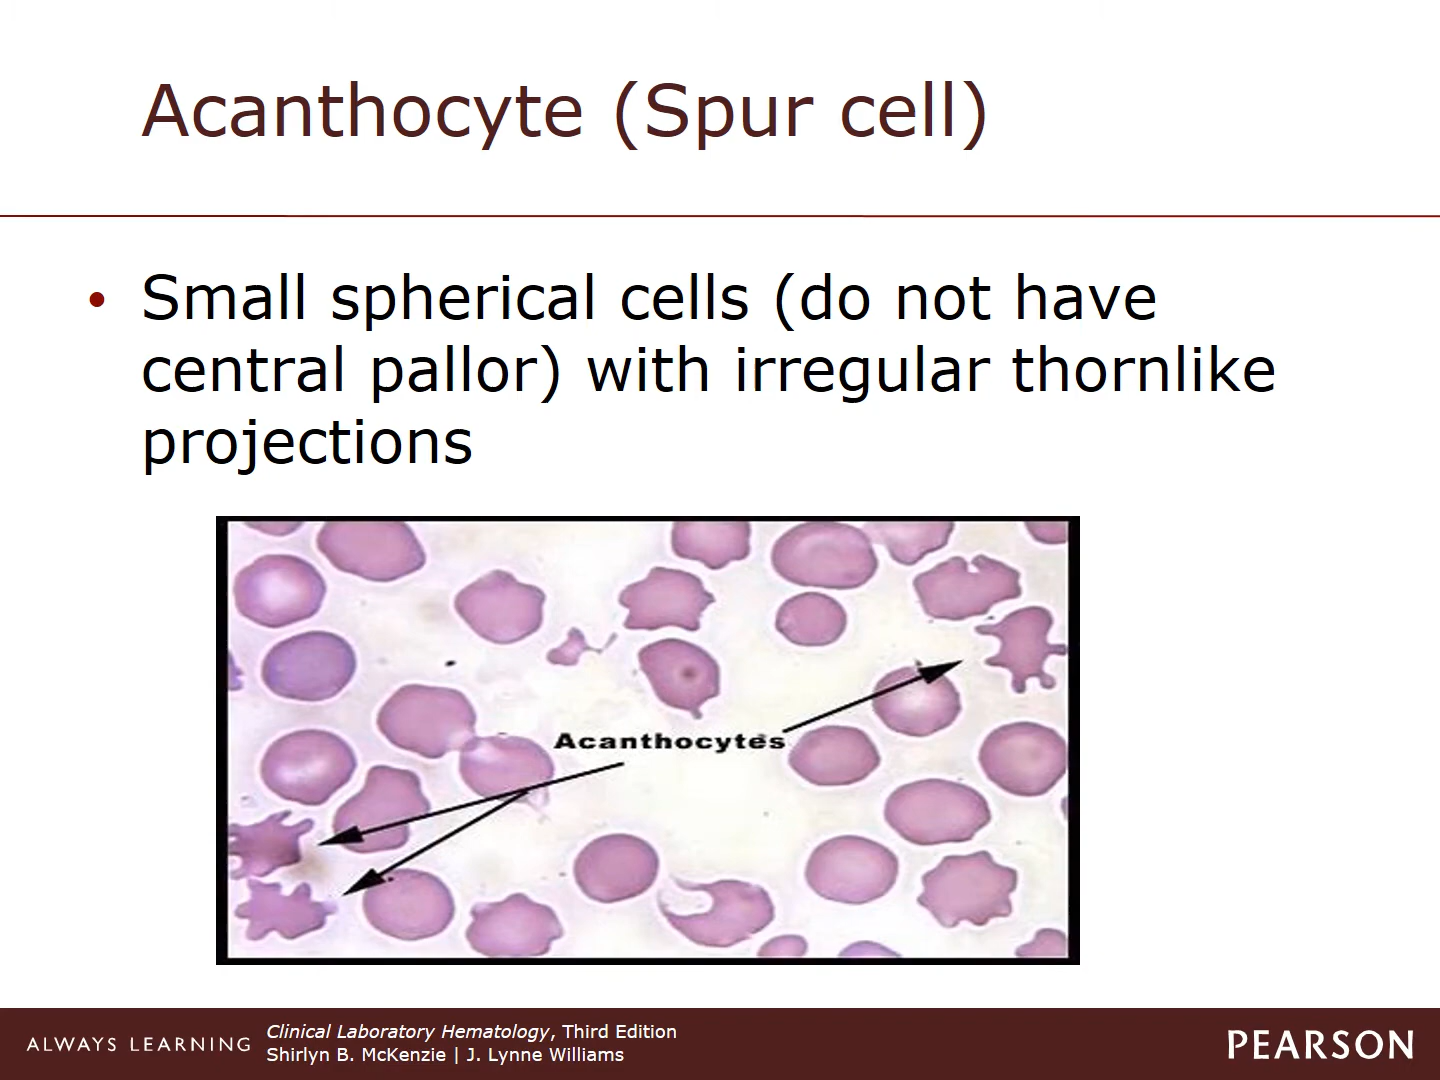 Acanthocyte (Spur cell)
• Small spherical cells (do not have
central pallor) with irregular thornlike
projections
Acanthocytes
ALWAYS LEARNING
Clinical Laboratory Hematology, Third Edition
Shirlyn B. McKenzie | J. Lynne Williams
PEARSON